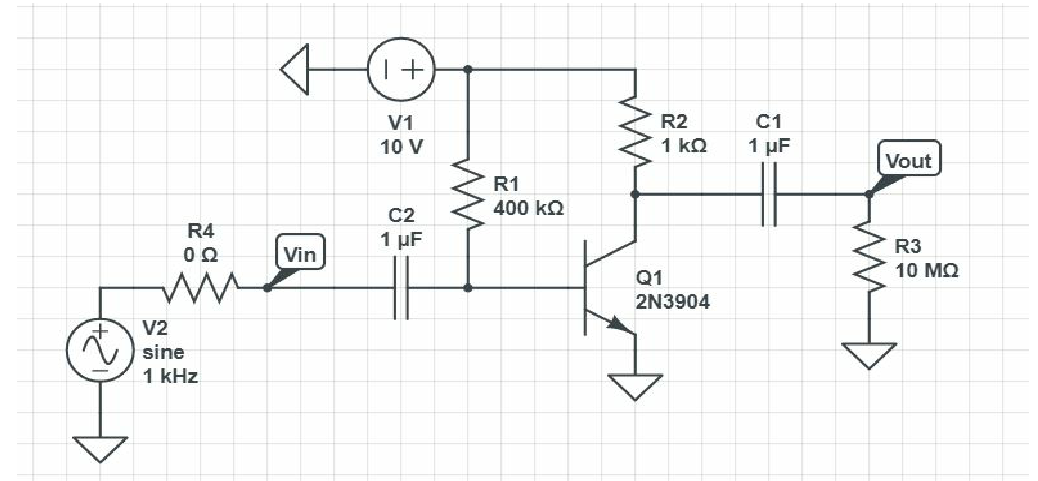 V1
10 V
R2
1 kΩ
C1
1 µF
Vout
R1
400 kΩ
C2
1 µF
R4
0 Ω
Vin
R3
10 MΩ
Q1
2N3904
V2
sine
1 kHz